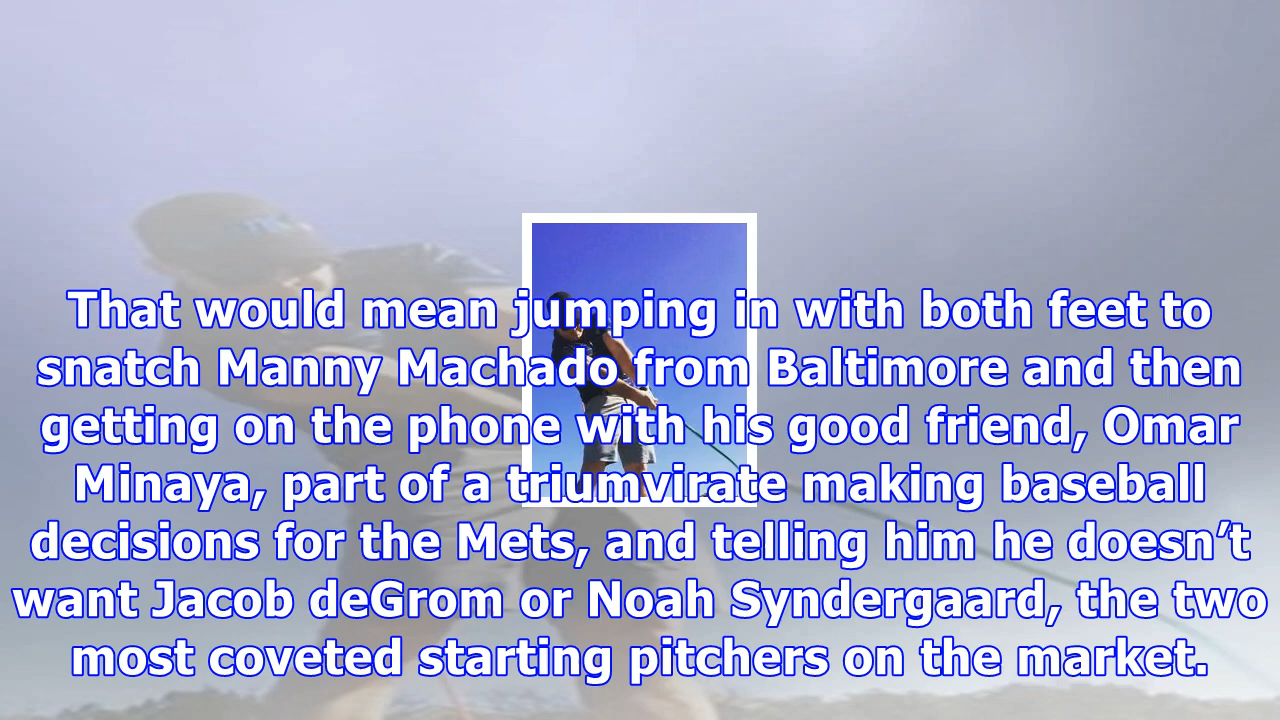 That would mean jumping in with both feet to
snatch Manny Machado from Baltimore and then
getting on the phone with his good friend, Omar
Minaya, part of a triumvirate making baseball
decisions for the Mets, and telling him he doesn’t
want Jacob deGrom or Noah Syndergaard, the two
most coveted starting pitchers on the market.